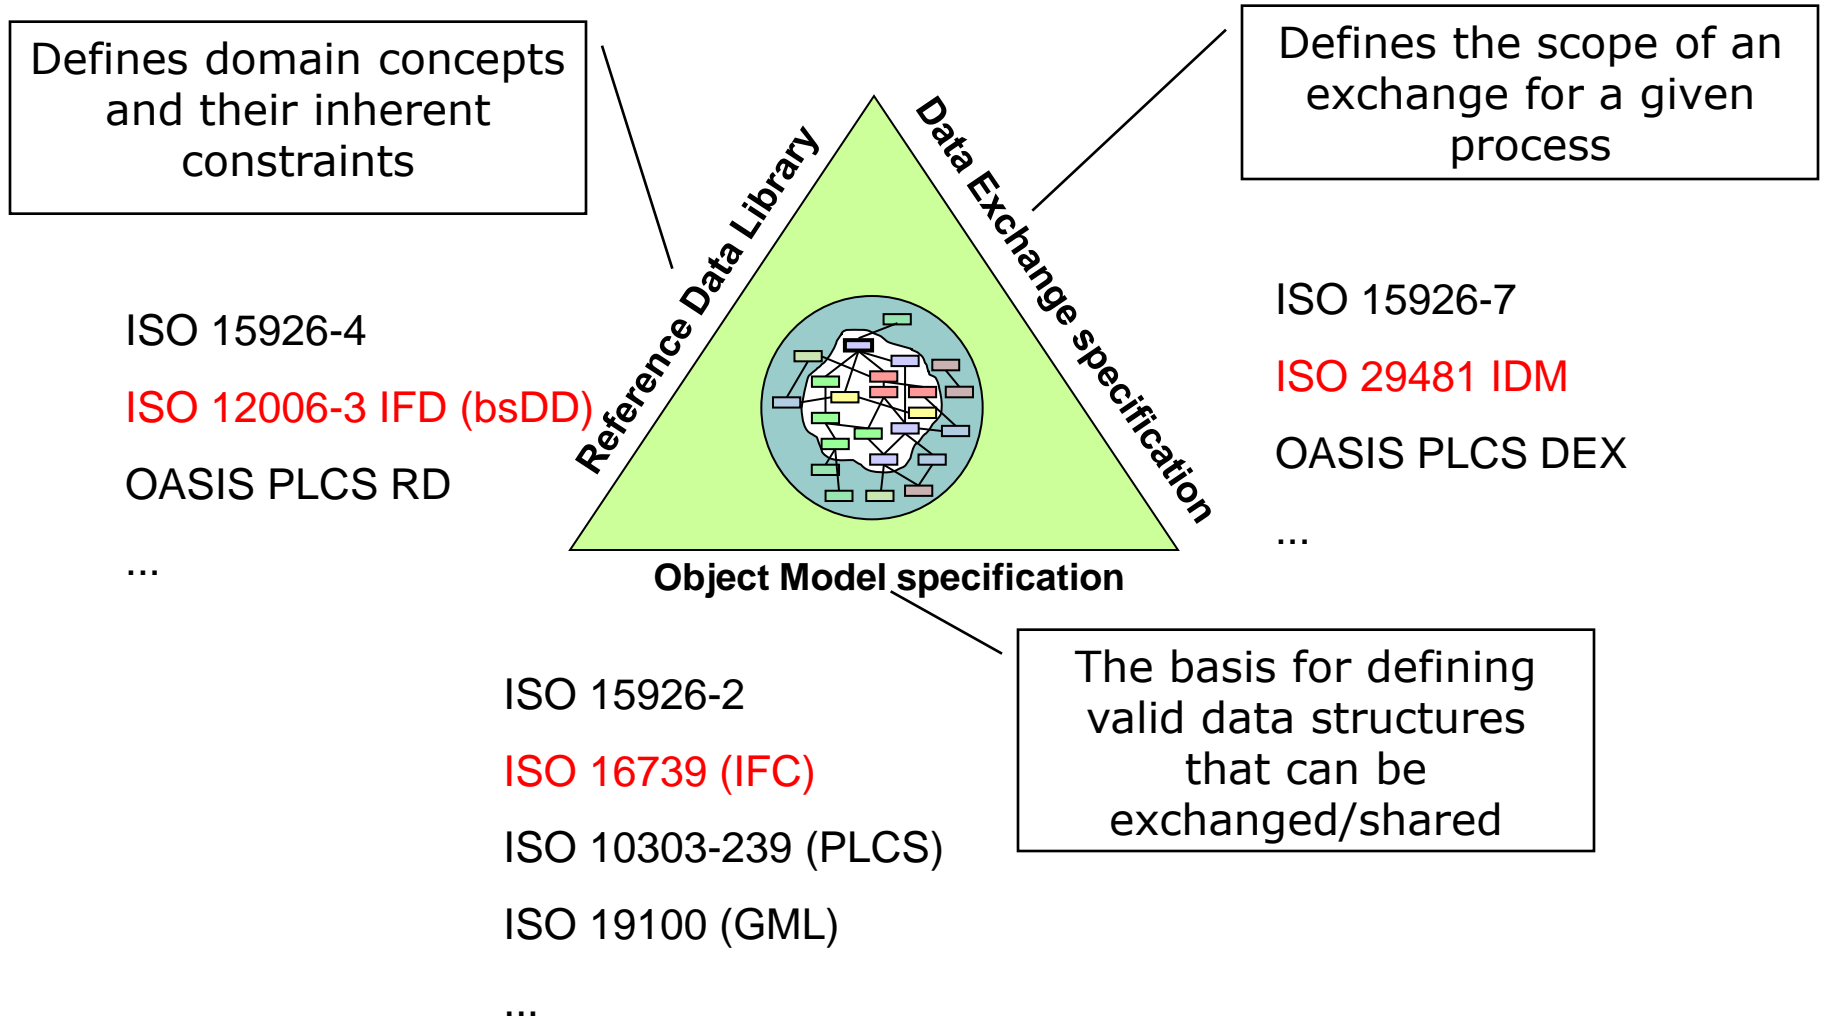 Defines domain concepts
and their inherent
constraints
Defines the scope of an
exchange for a given
process
Reference Data Library
Data Exchange specification
ISO 15926-4
ISO 12006-3 IFD (bsDD)
OASIS PLCS RD
...
ISO 15926-7
ISO 29481 IDM
OASIS PLCS DEX
...
Object Model specification
The basis for defining
valid data structures
that can be
exchanged/shared
ISO 15926-2
ISO 16739 (IFC)
ISO 10303-239 (PLCS)
ISO 19100 (GML)
...